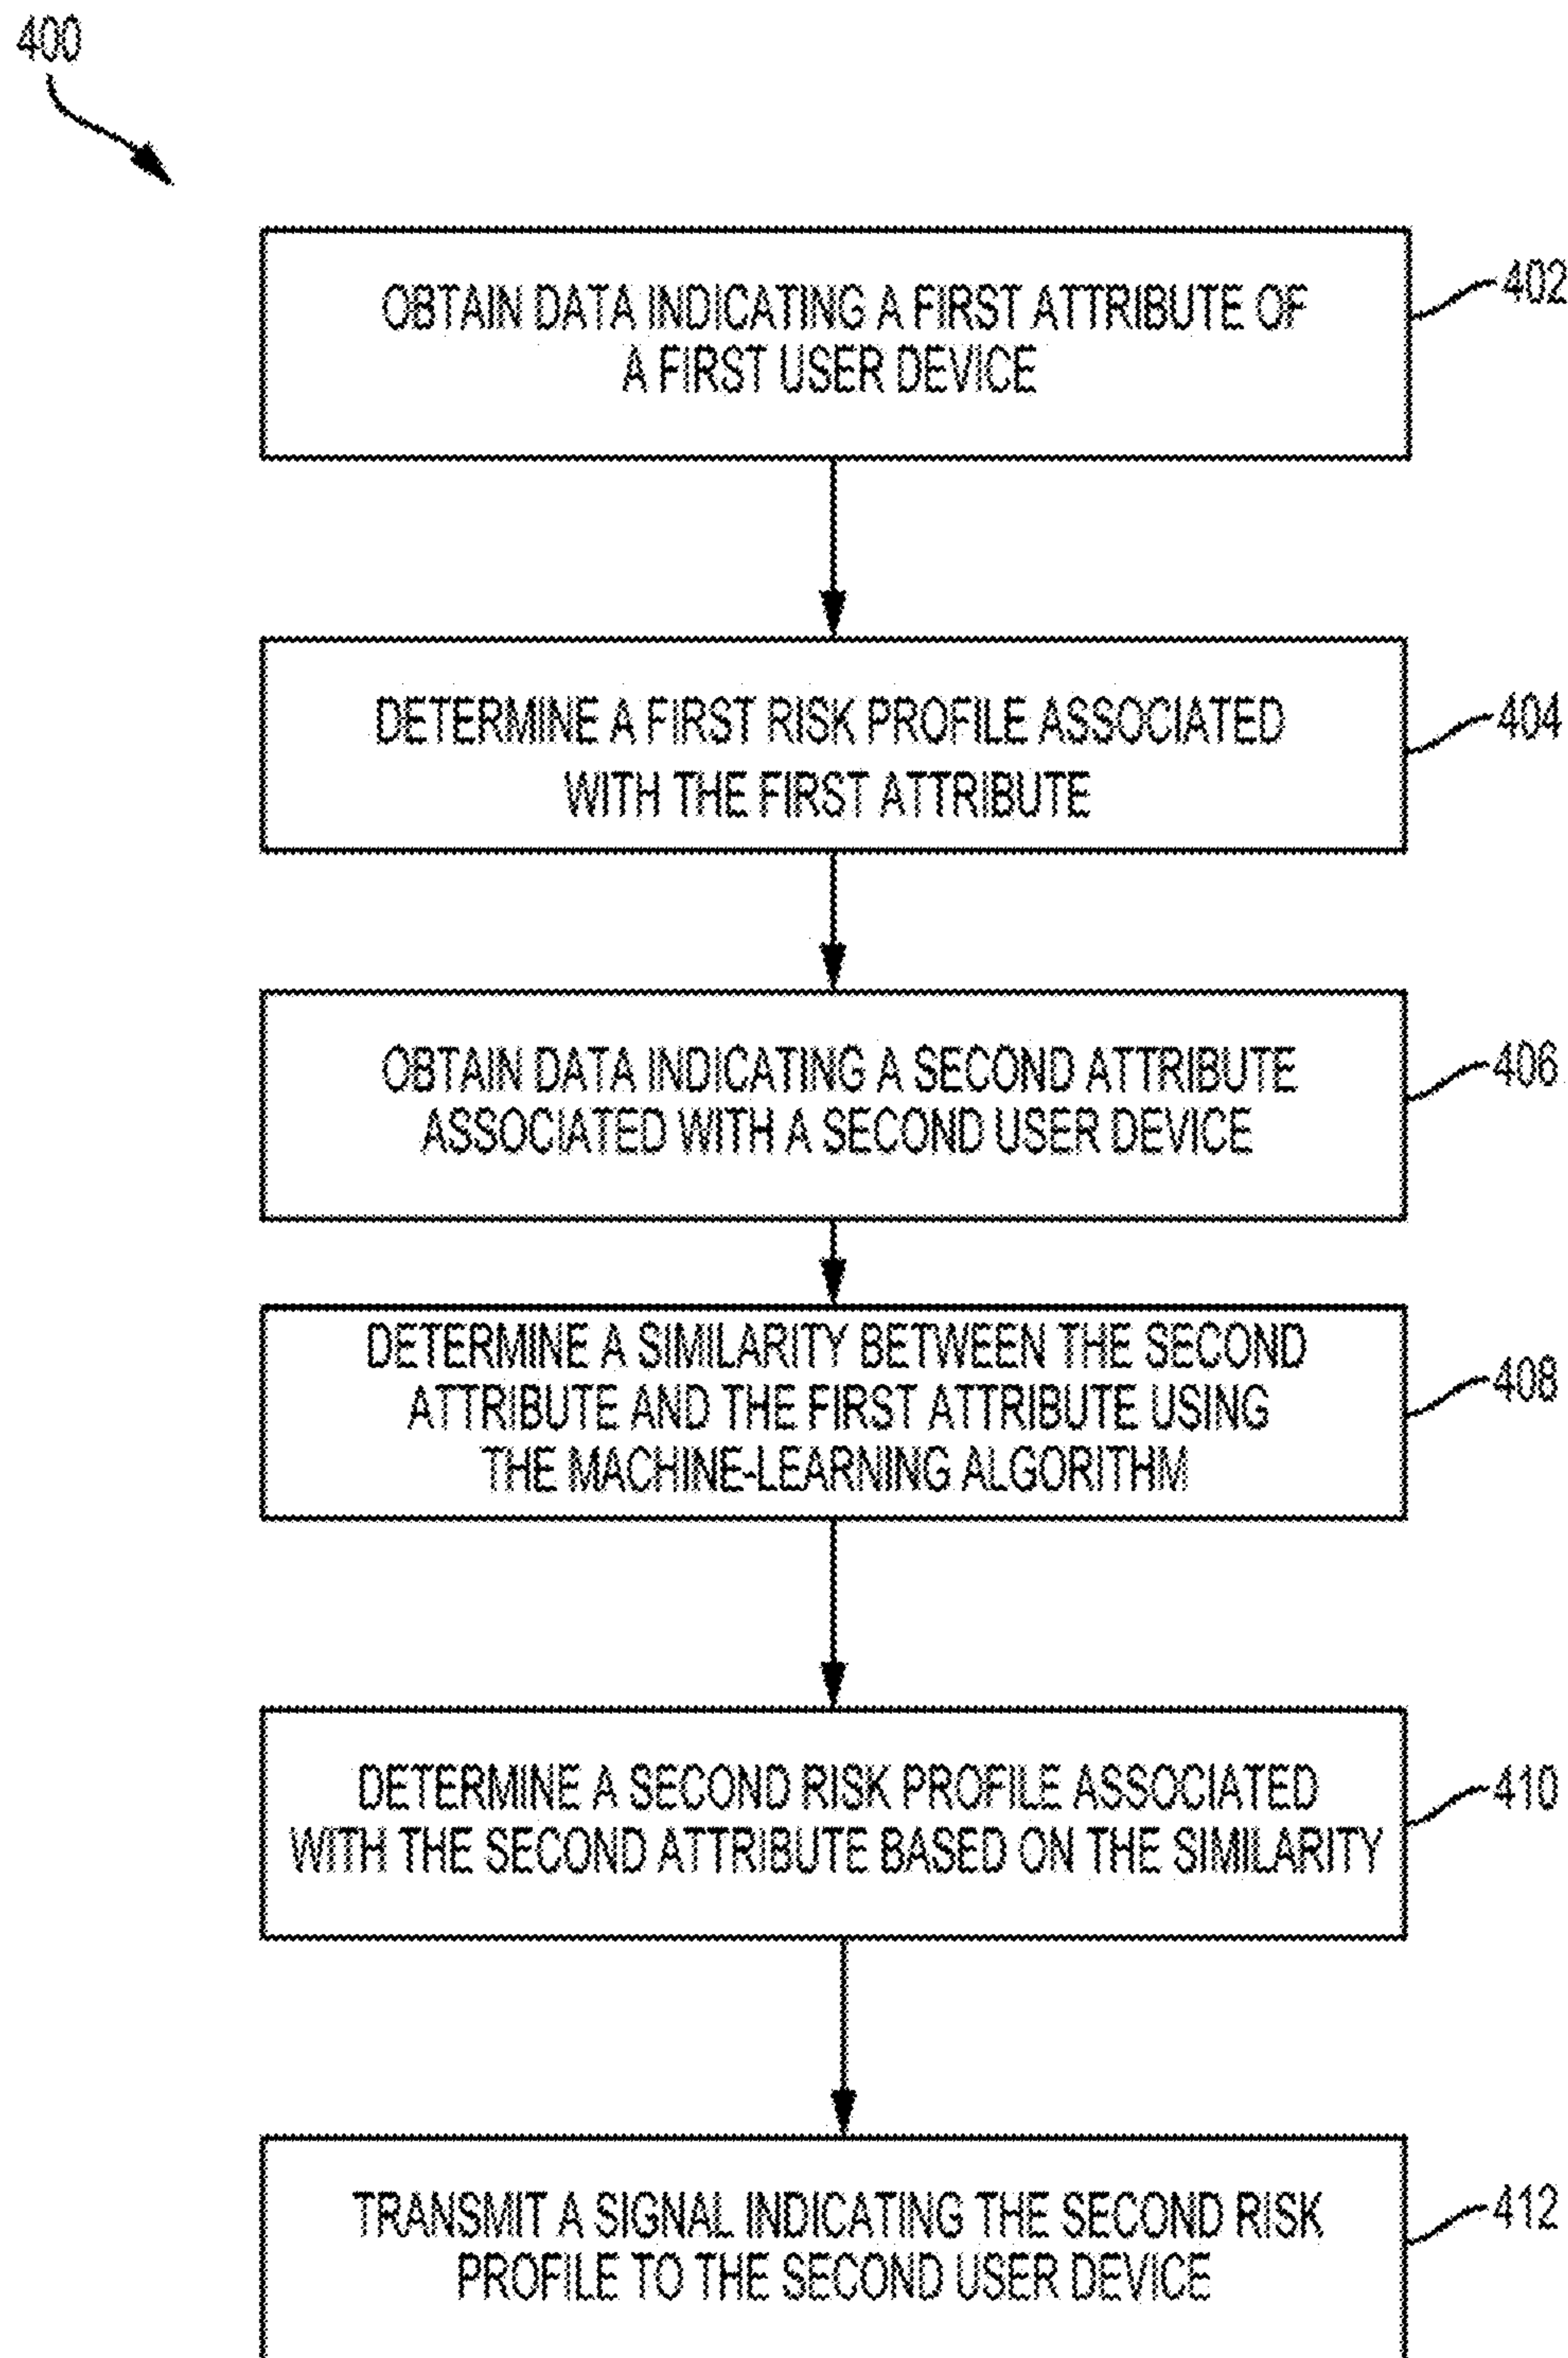 400
OBTAIN DATA INDICATING A FIRST ATTRIBUTE OF
A FIRST USER DEVICE
402
DETERMINE A FIRST RISK PROFILE ASSOCIATED
WITH THE FIRST ATTRIBUTE
404
OBTAIN DATA INDICATING A SECOND ATTRIBUTE
ASSOCIATED WITH A SECOND USER DEVICE
406
DETERMINE A SIMILARITY BETWEEN THE SECOND
ATTRIBUTE AND THE FIRST ATTRIBUTE USING
THE MACHINE-LEARNING ALGORITHM
408
DETERMINE A SECOND RISK PROFILE ASSOCIATED
WITH THE SECOND ATTRIBUTE BASED ON THE SIMILARITY
410
TRANSMIT A SIGNAL INDICATING THE SECOND RISK
PROFILE TO THE SECOND USER DEVICE
412